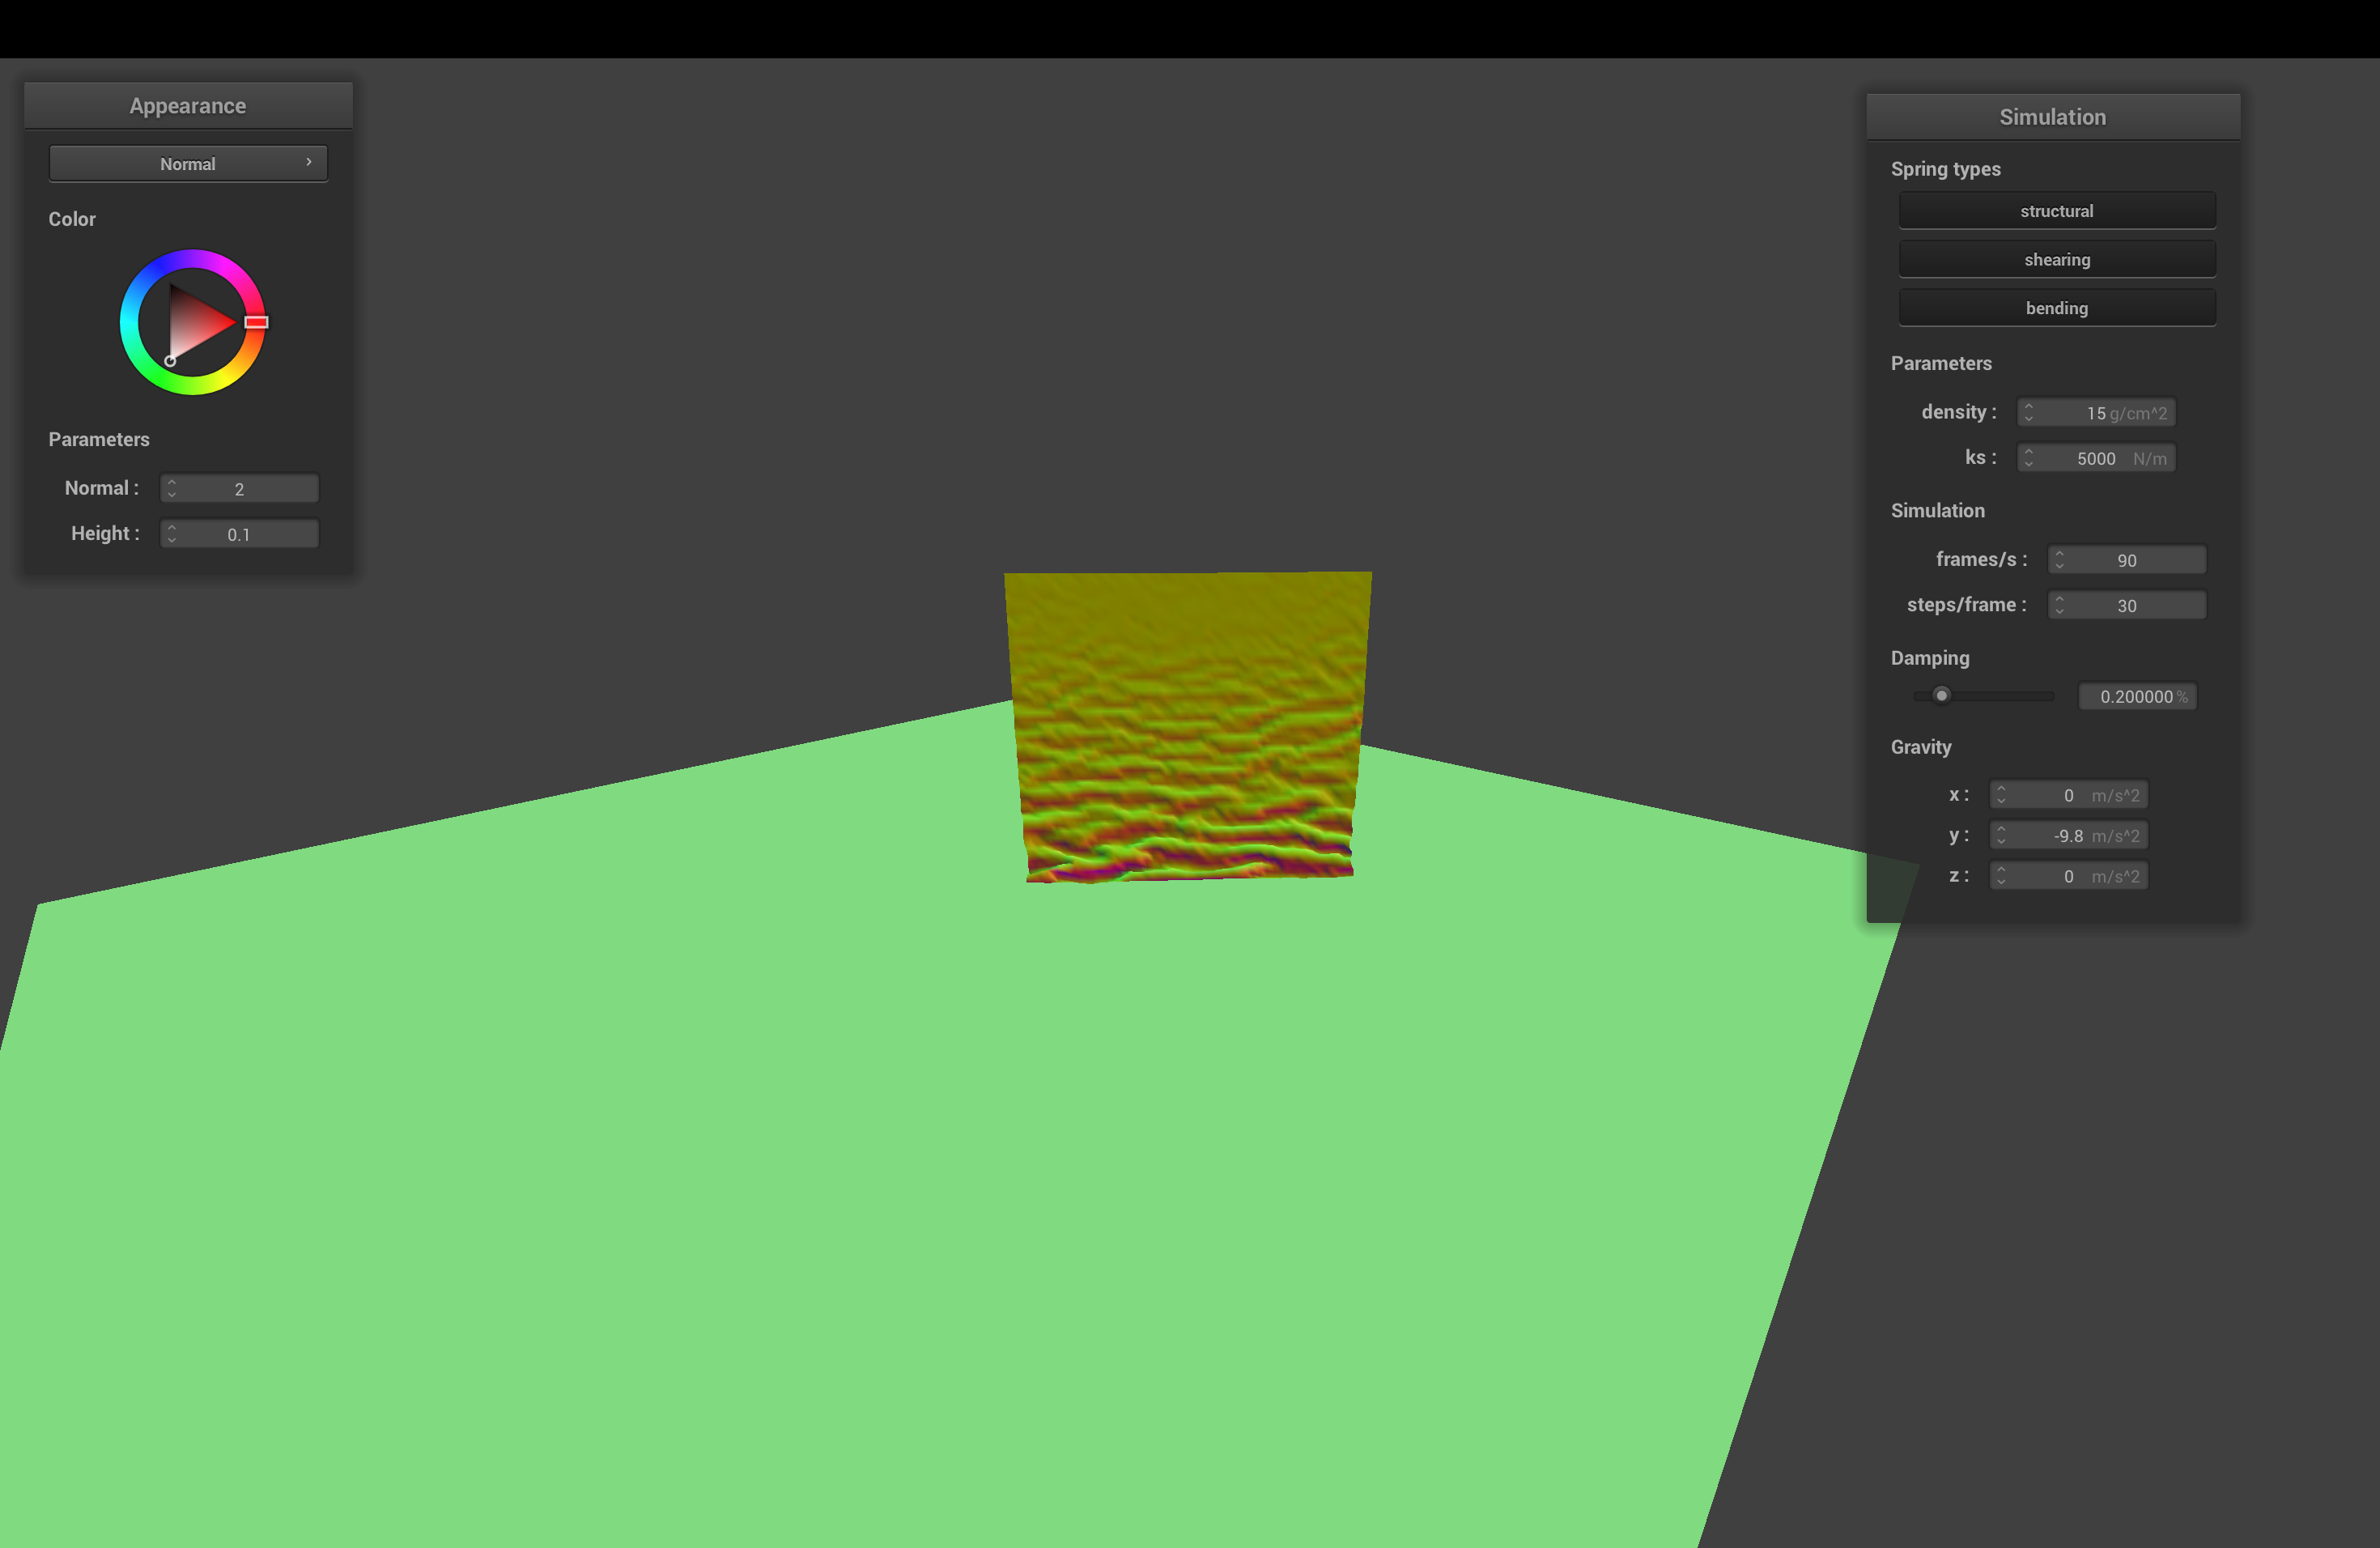 Appearance
Normal
Color
Parameters
Normal : 2
Height : 0.1
Simulation
Spring types
structural
shearing
bending
Parameters
density : 15 g/cm^2
ks : 5000 N/m
Simulation
frames/s : 90
steps/frame : 30
Damping
0.200000 %
Gravity
x : 0 m/s^2
y : -9.8 m/s^2
z : 0 m/s^2